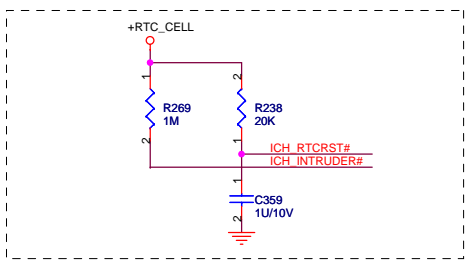 +RTC_CELL
1
2
R269
1M
R238
20K
2
1
ICH_RTCRST#
ICH_INTRUDER#
1
C359
1U/10V
2